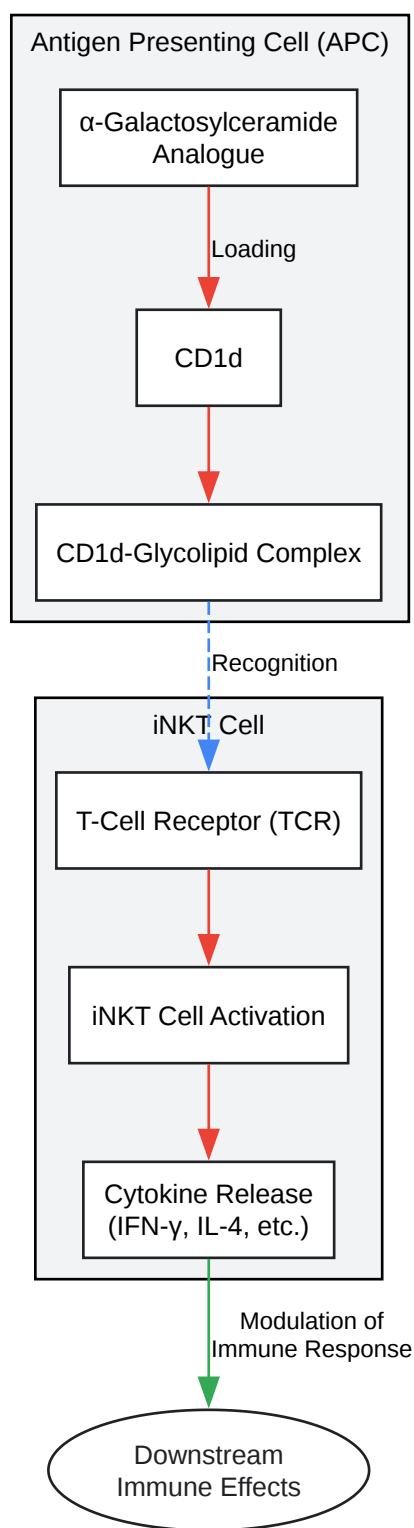 Antigen Presenting Cell (APC)
α-Galactosylceramide
Analogue
Loading
CD1d
CD1d-Glycolipid Complex
Recognition
iNKT Cell
T-Cell Receptor (TCR)
iNKT Cell Activation
Cytokine Release
(IFN-γ, IL-4, etc.)
Modulation of
Immune Response
Downstream
Immune Effects